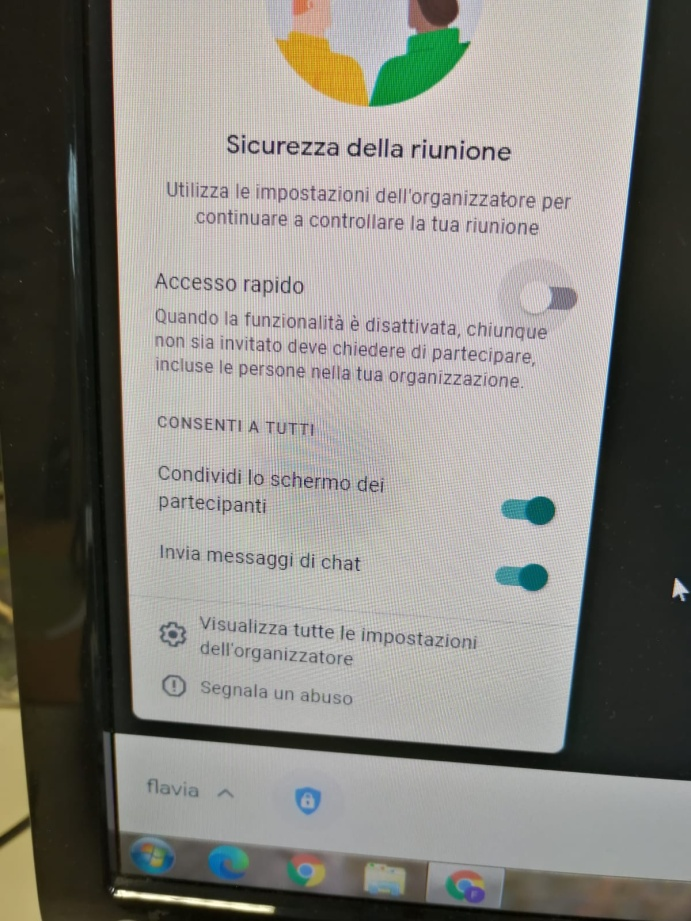 Sicurezza della riunione
Utilizza le impostazioni dell'organizzatore per
continuare a controllare la tua riunione
Accesso rapido
Quando la funzionalità è disattivata, chiunque
non sia invitato deve chiedere di partecipare,
incluse le persone nella tua organizzazione.
CONSENTI A TUTTI
Condividi lo schermo dei
partecipanti
Invia messaggi di chat
Visualizza tutte le impostazioni
dell'organizzatore
Segnala un abuso
flavia